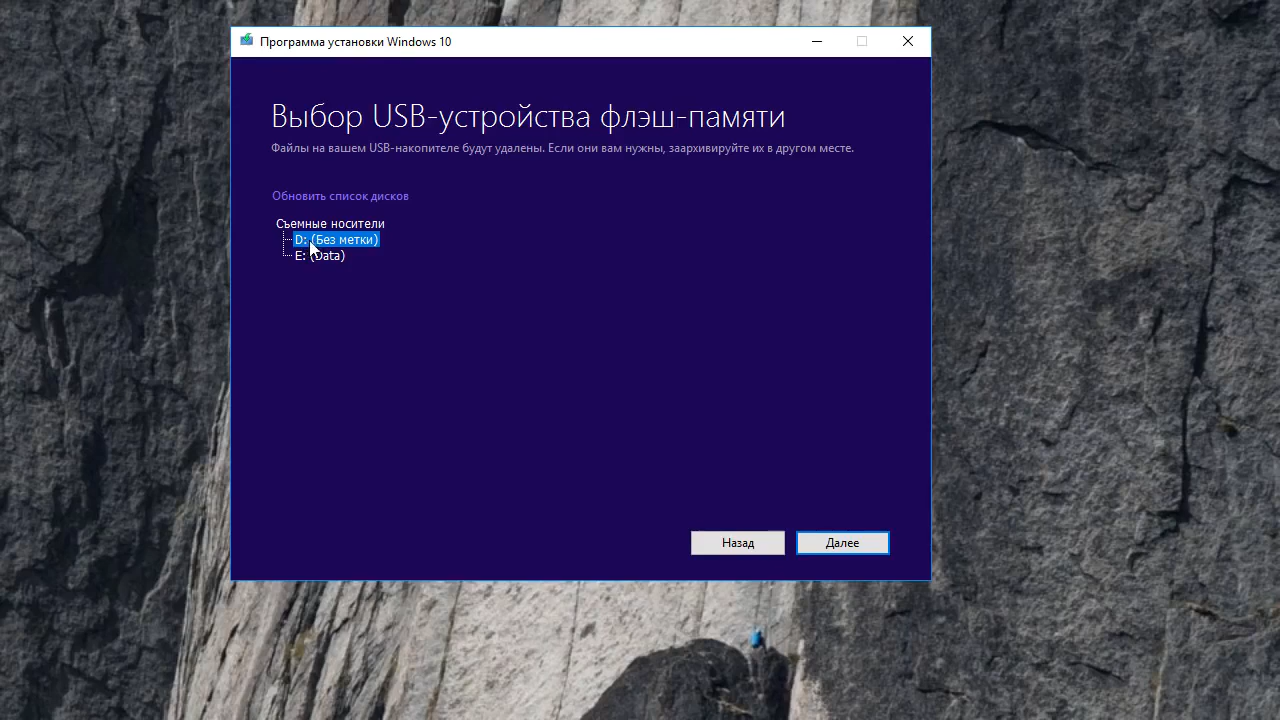 Программа установки Windows 10
Выбор USB-устройства флэш-памяти
Файлы на вашем USB-накопителе будут удалены. Если они вам нужны, заархивируйте их в другом месте.
Обновить список дисков
Съемные носители
D: (Без метки)
E: (Data)
Назад
Далее